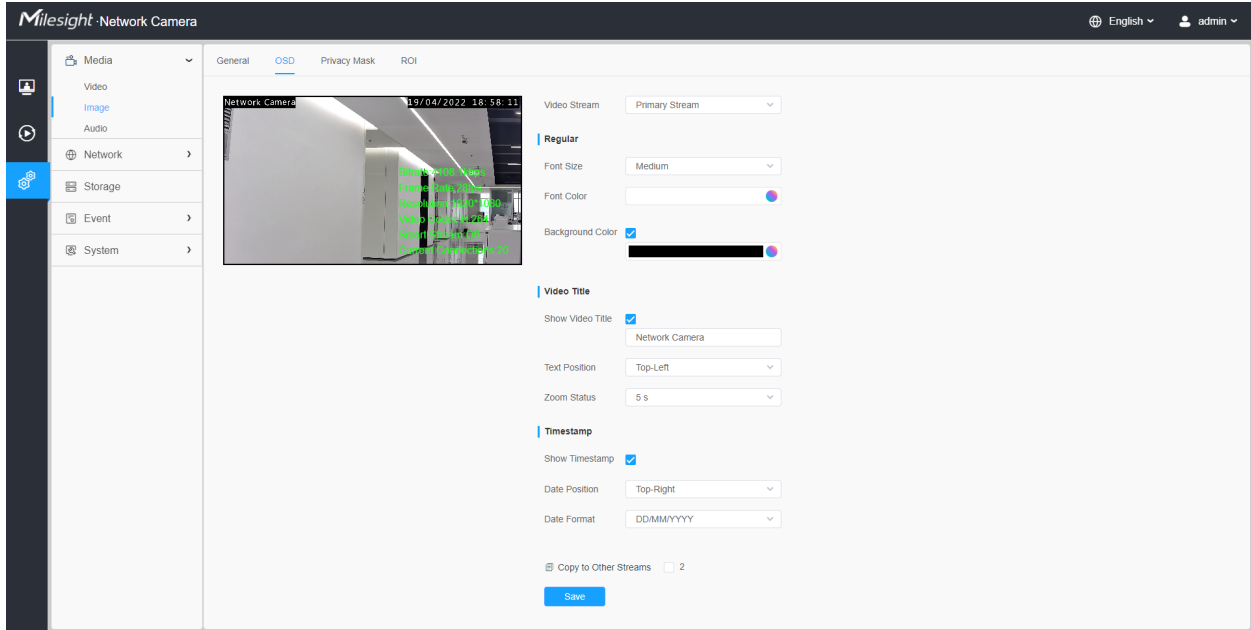 Milesight ·Network Camera
English
admin
Media
Video
Image
Audio
Network
Storage
Event
System
General OSD Privacy Mask ROI
Network Camera 19/04/2022 18:58:11
Resolution:1920*1080
Video Stream Primary Stream
Regular
Font Size Medium
Font Color
Background Color
Video Title
Show Video Title
Network Camera
Text Position Top-Left
Zoom Status 5 s
Timestamp
Show Timestamp
Date Position Top-Right
Date Format DD/MM/YYYY
Copy to Other Streams 2
Save